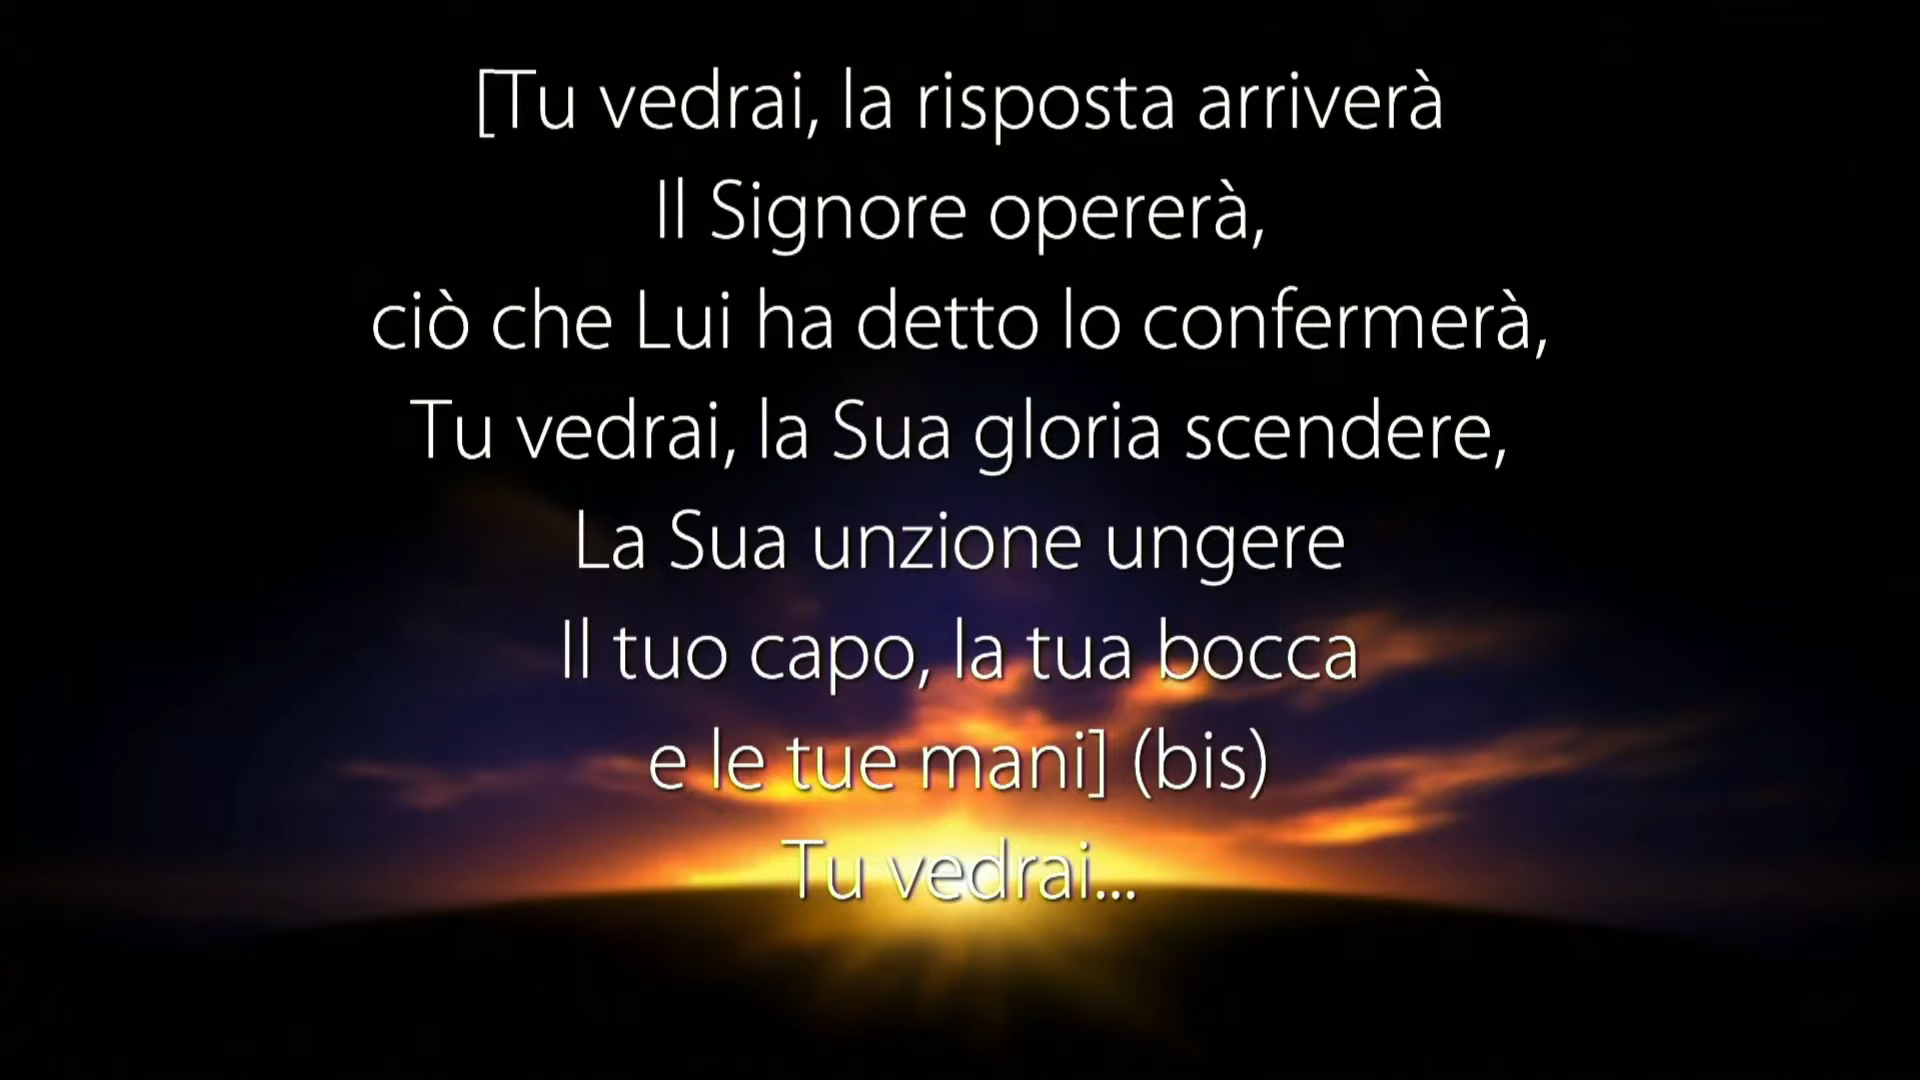 [Tu vedrai, la risposta arriverà
Il Signore opererà,
ciò che Lui ha detto lo confermerà,
Tu vedrai, la Sua gloria scendere,
La Sua unzione ungere
Il tuo capo, la tua bocca
e le tue mani] (bis)
Tu vedrai...